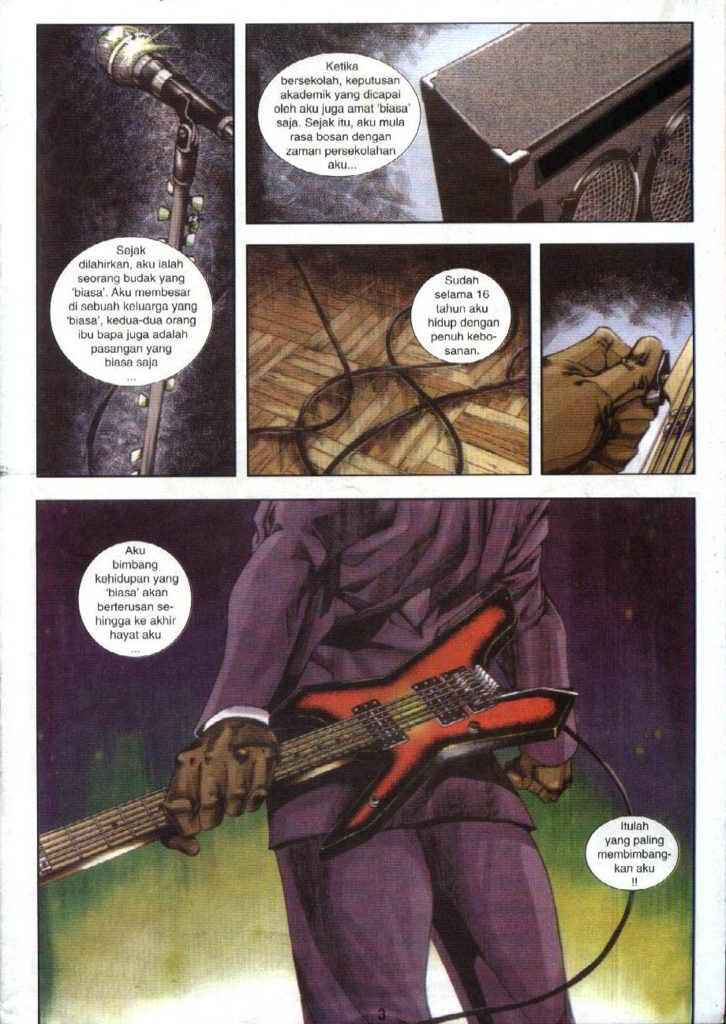 Sejak
dilahirkan, aku ialah
seorang budak yang
'biasa'. Aku membesar
di sebuah keluarga yang
'biasa', kedua-dua orang
ibu bapa juga adalah
pasangan yang
biasa saja
...
Ketika
bersekolah, keputusan
akademik yang dicapai
oleh aku juga amat 'biasa'
saja. Sejak itu, aku mula
rasa bosan dengan
zaman persekolahan
aku...
Sudah
selama 16
tahun aku
hidup dengan
penuh kebo-
sanan.
Aku
bimbang
kehidupan yang
'biasa' akan
berterusan se-
hingga ke akhir
hayat aku
...
Itulah
yang paling
membimbang-
kan aku
!!
3